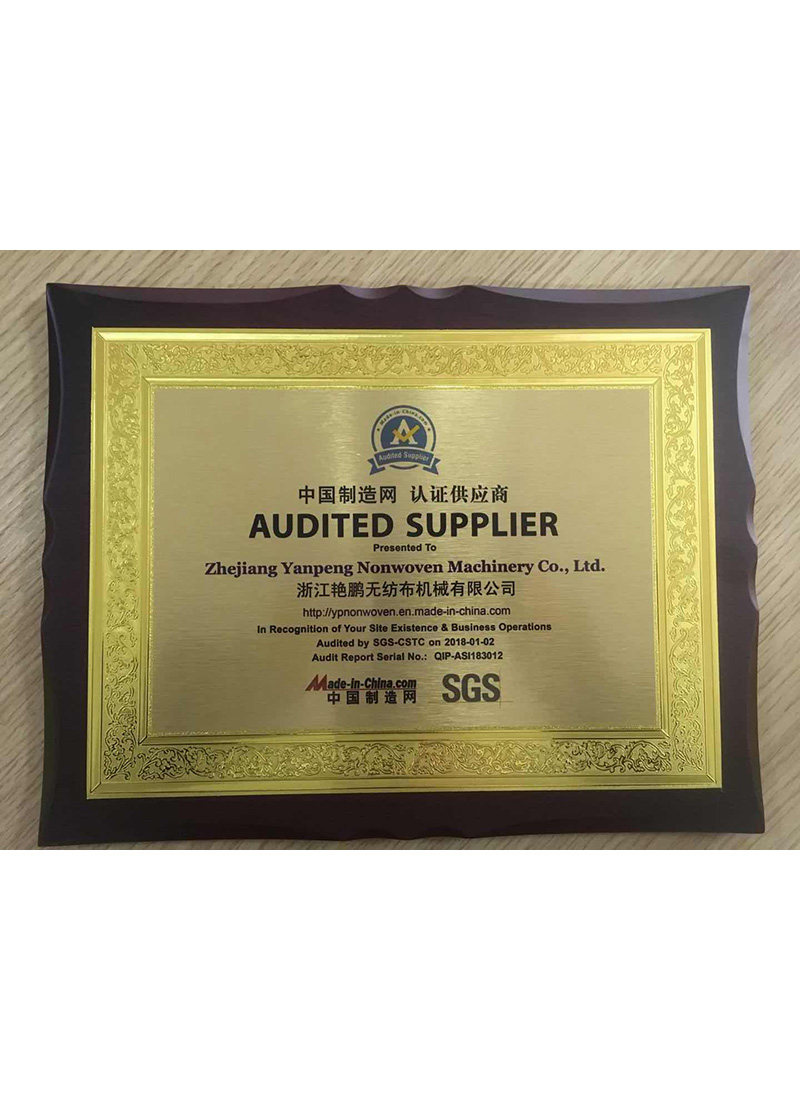 Made-in-China.com
Audited Supplier
中国制造网 认证供应商
AUDITED SUPPLIER
Presented To
Zhejiang Yanpeng Nonwoven Machinery Co., Ltd.
浙江艳鹏无纺布机械有限公司
http://ypnonwoven.en.made-in-china.com
In Recognition of Your Site Existence & Business Operations
Audited by SGS-CSTC on 2018-01-02
Audit Report Serial No.: QIP-ASI183012
Made-in-China.com
中国制造网
SGS